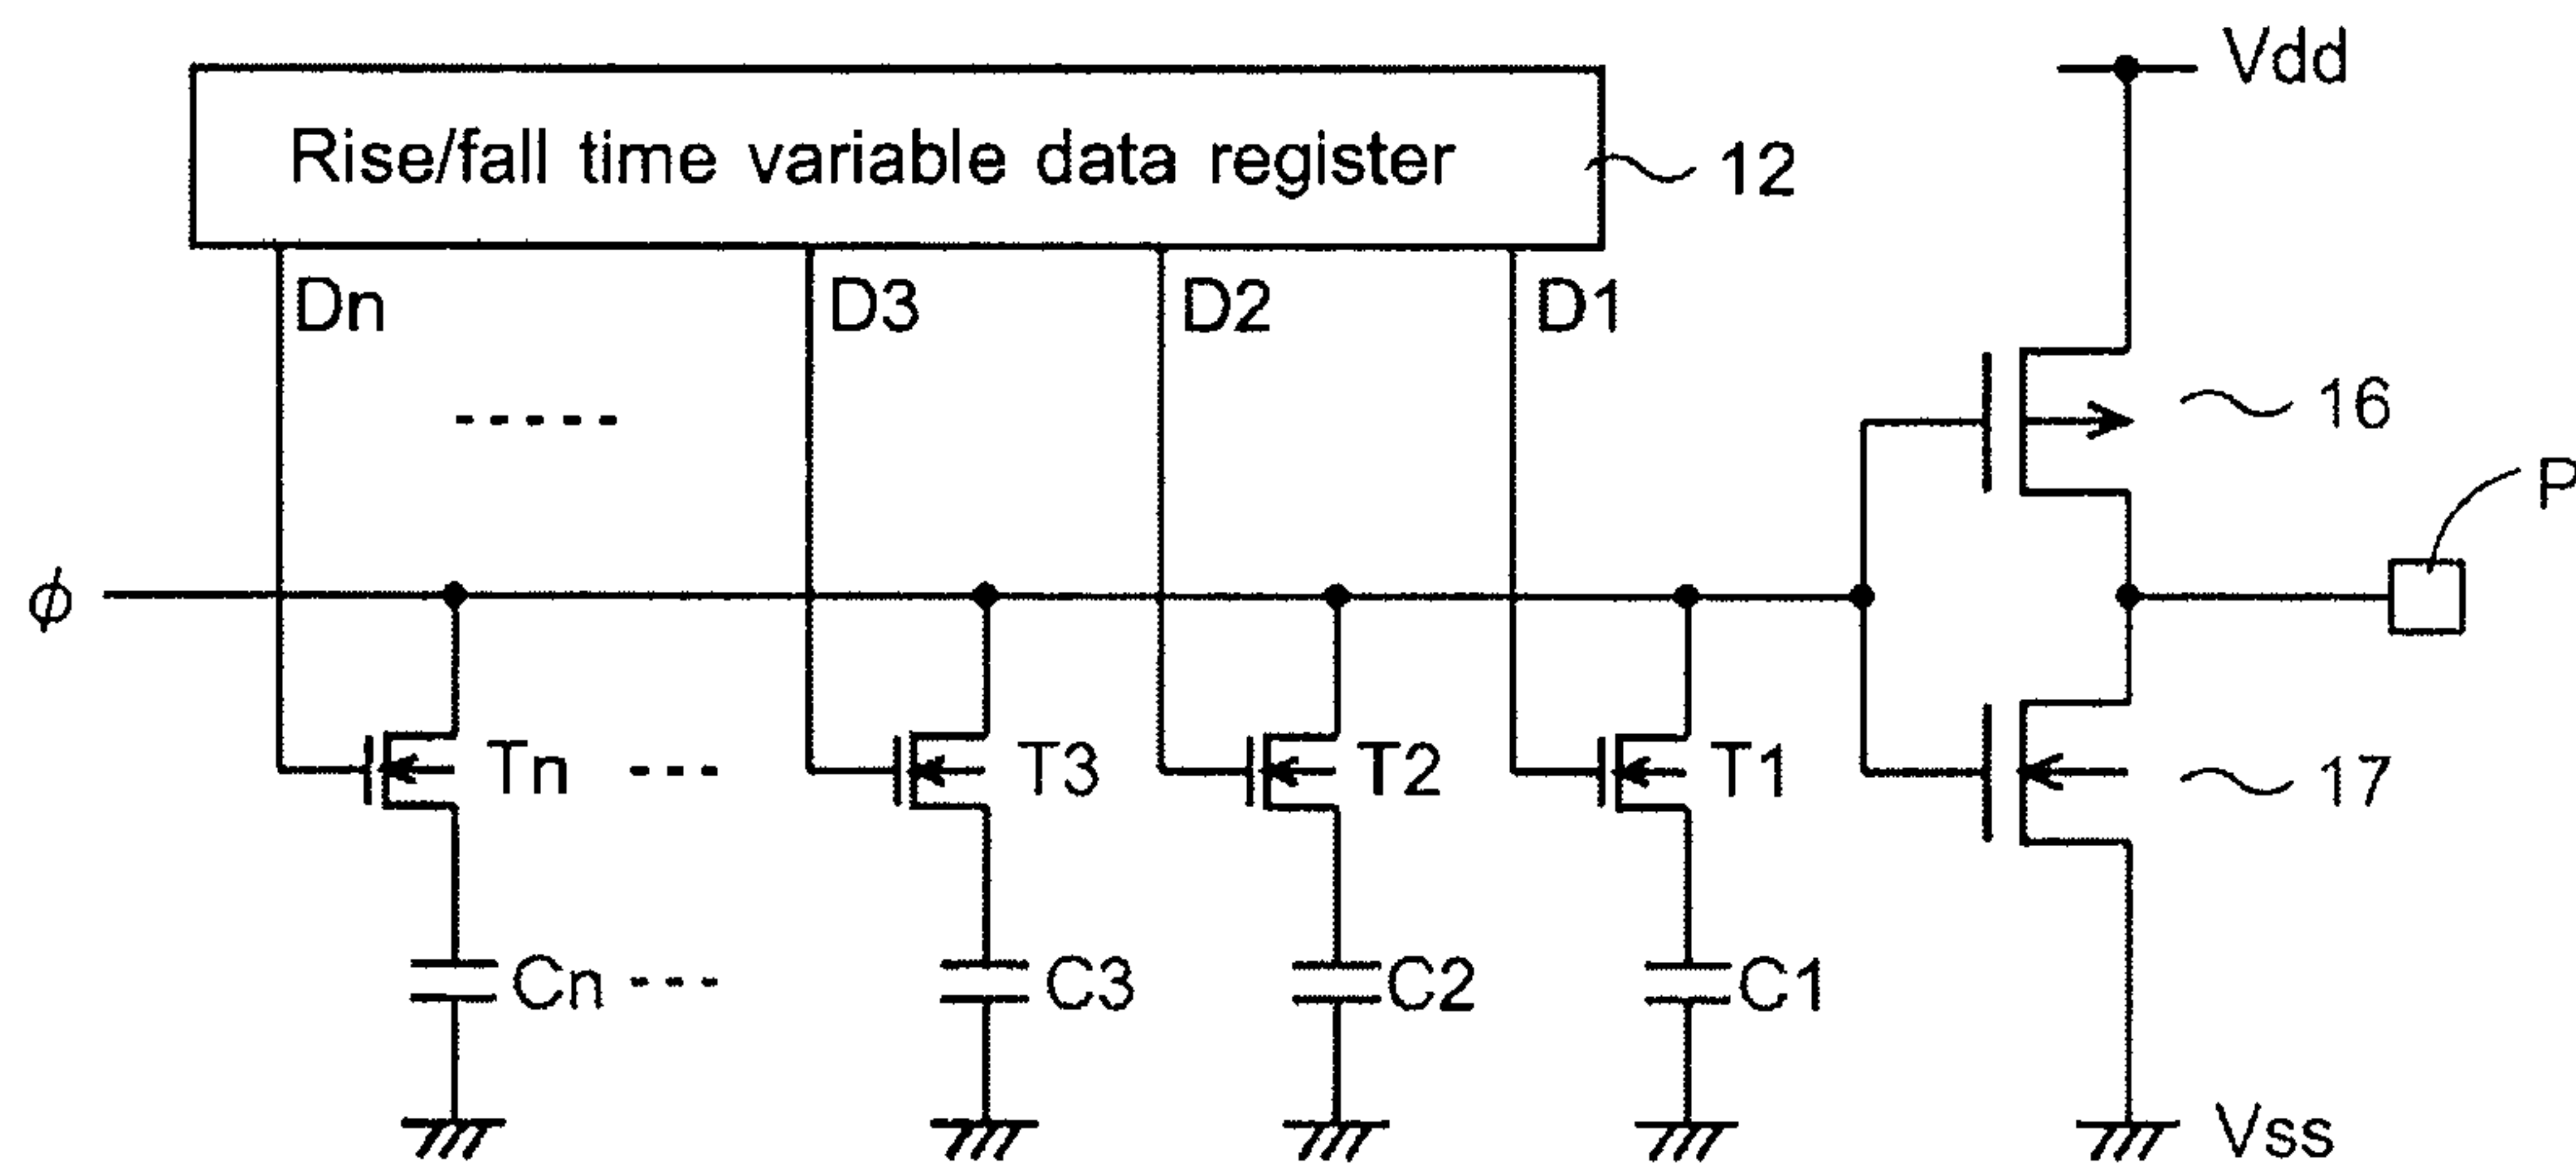 Vdd
Rise/fall time variable data register
12
Dn
D3
D2
D1
-----
16
P
ϕ
Tn ---
T3
T2
T1
17
Cn ---
C3
C2
C1
Vss